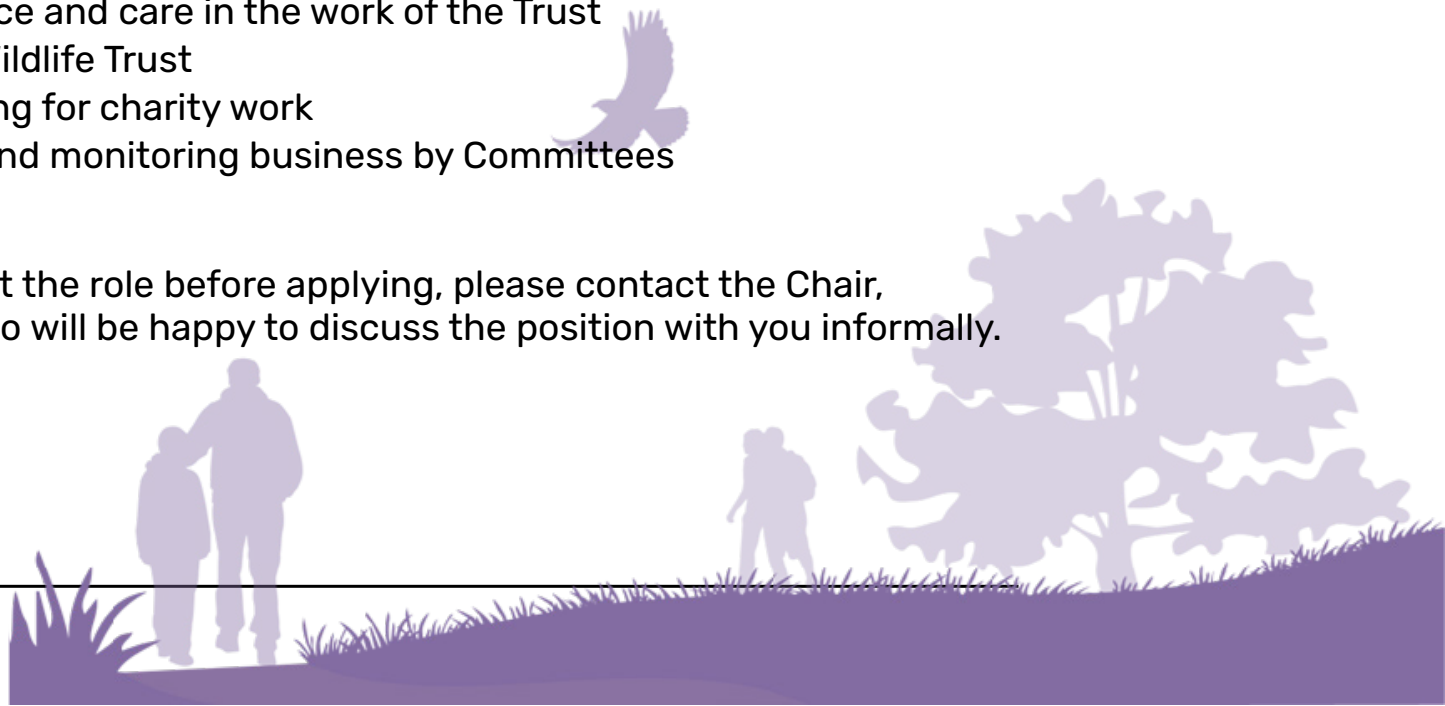 ce and care in the work of the Trust
ildlife Trust
ng for charity work
nd monitoring business by Committees
t the role before applying, please contact the Chair,
o will be happy to discuss the position with you informally.